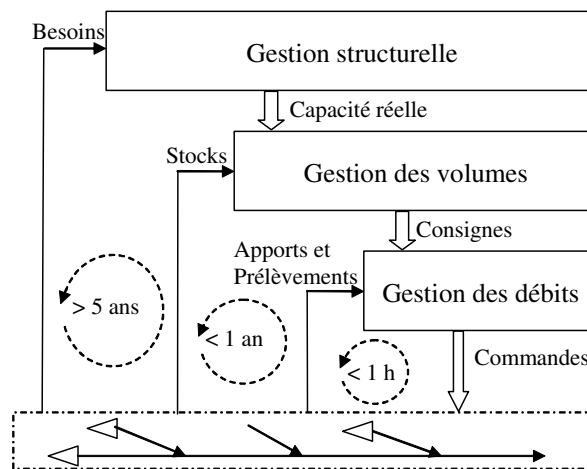 Besoins
Gestion structurelle
Capacité réelle
Stocks
Gestion des volumes
Consignes
Apports et
Prélèvements
Gestion des débits
> 5 ans
< 1 an
< 1 h
Commandes